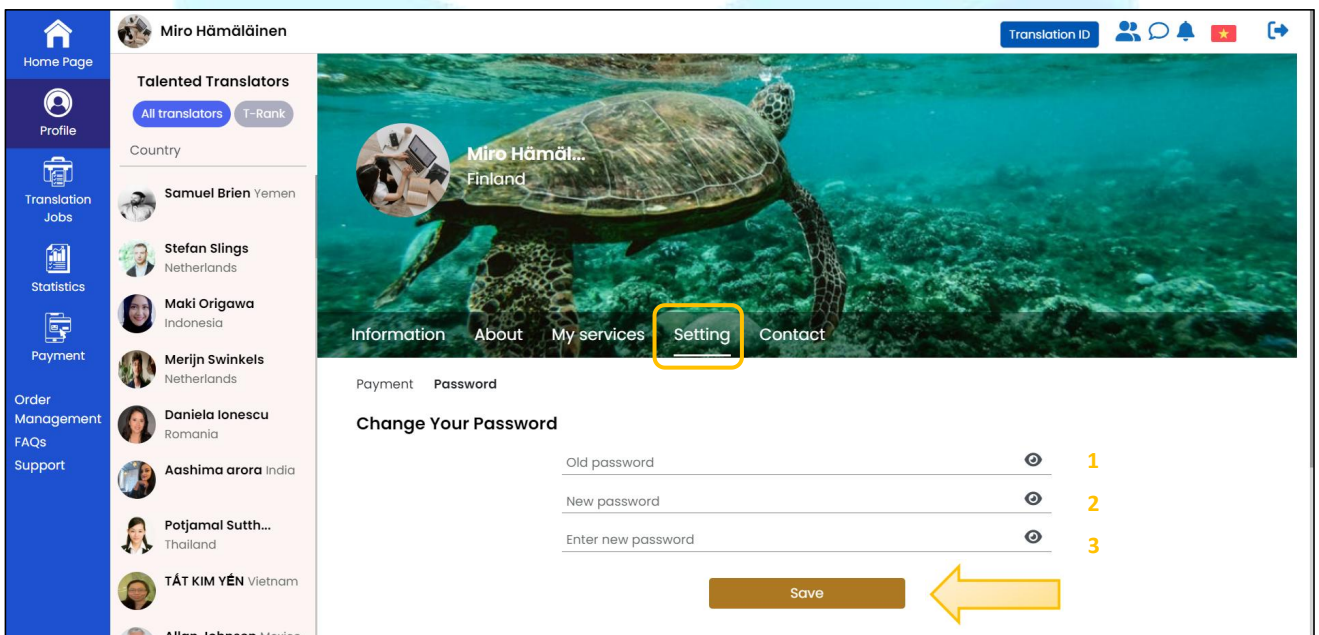 Home Page
Profile
Translation
Jobs
Statistics
Payment
Order
Management
FAQs
Support
Miro Hämäläinen
Translation ID
Talented Translators
All translators
T-Rank
Country
Samuel Brien Yemen
Stefan Slings
Netherlands
Maki Origawa
Indonesia
Merijn Swinkels
Netherlands
Daniela Ionescu
Romania
Aashima arora India
Potjamal Sutth...
Thailand
TẤT KIM YẾN Vietnam
Allan Johnson Mexico
Miro Hämäl...
Finland
Information About My services Setting Contact
Payment Password
Change Your Password
Old password 1
New password 2
Enter new password 3
Save